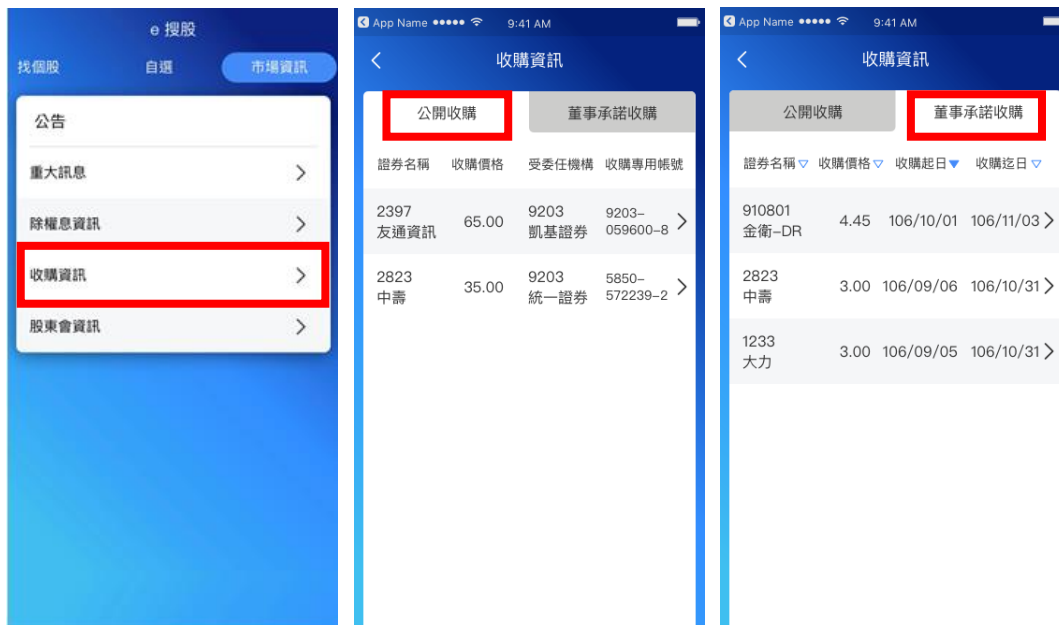 e 搜股
找個股 自選 市場資訊
公告
重大訊息
除權息資訊
收購資訊
股東會資訊
App Name 9:41 AM
收購資訊
公開收購 董事承諾收購
證券名稱 收購價格 受委任機構 收購專用帳號
2397 9203 9203-
友通資訊 65.00 凱基證券 059600-8
2823 9203 5850-
中壽 35.00 統一證券 572239-2
App Name 9:41 AM
收購資訊
公開收購 董事承諾收購
證券名稱 收購價格 收購起日 收購迄日
910801
金衛-DR 4.45 106/10/01 106/11/03
2823
中壽 3.00 106/09/06 106/10/31
1233
大力 3.00 106/09/05 106/10/31